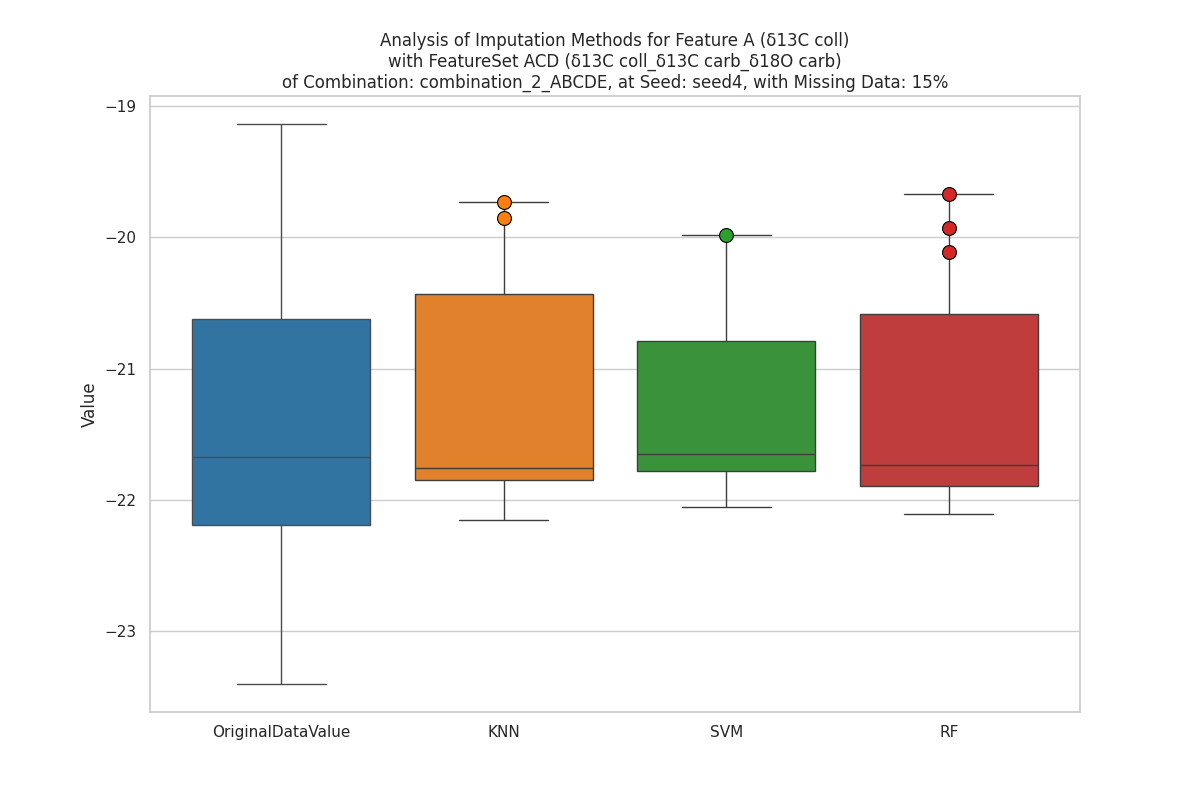 Analysis of Imputation Methods for Feature A (δ13C coll)
with FeatureSet ACD (δ13C coll_δ13C carb_δ18O carb)
of Combination: combination_2_ABCDE, at Seed: seed4, with Missing Data: 15%
−19
−20
−21
−22
−23
Value
OriginalDataValue
KNN
SVM
RF